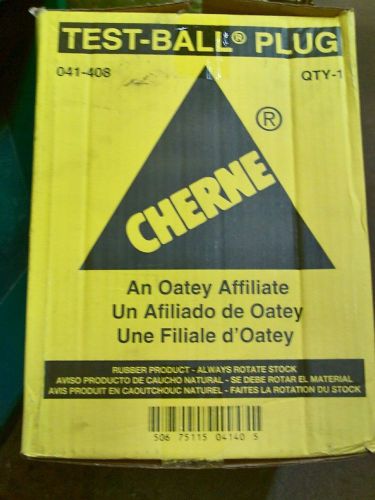 TEST-BALL® PLUG
041-408 QTY-1
®
CHERNE
An Oatey Affiliate
Un Afiliado de Oatey
Une Filiale d'Oatey
RUBBER PRODUCT - ALWAYS ROTATE STOCK
AVISO PRODUCTO DE CAUCHO NATURAL - SE DEBE ROTAR EL MATERIAL
AVIS PRODUIT EN CAOUTCHOUC NATUREL - FAITES LA ROTATION DU STOCK
506 75115 04140 5